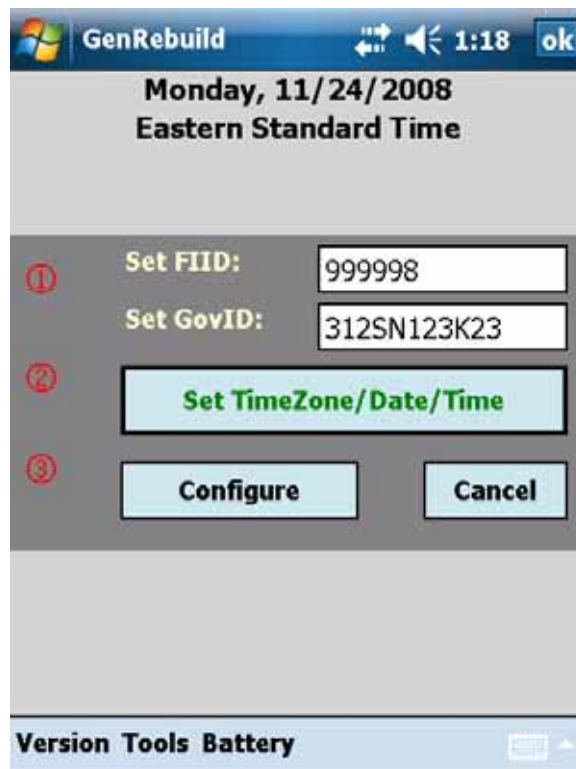 GenRebuild 1:18 ok
Monday, 11/24/2008
Eastern Standard Time
① Set FIID: 999998
Set GovID: 312SN123K23
② Set TimeZone/Date/Time
③ Configure Cancel
Version Tools Battery